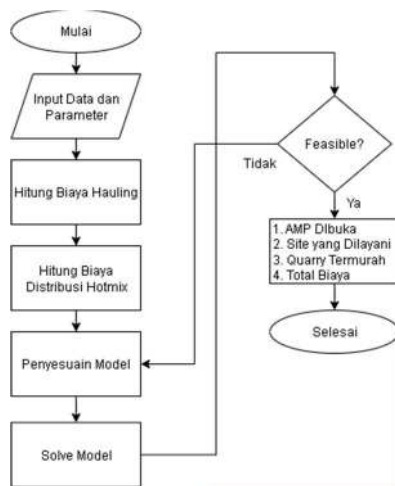 Mulai
Input Data dan
Parameter
Hitung Biaya Hauling
Hitung Biaya
Distribusi Hotmix
Penyesuain Model
Solve Model
Feasible?
Tidak
Ya
1. AMP DIbuka
2. Site yang Dilayani
3. Quarry Termurah
4. Total Biaya
Selesai